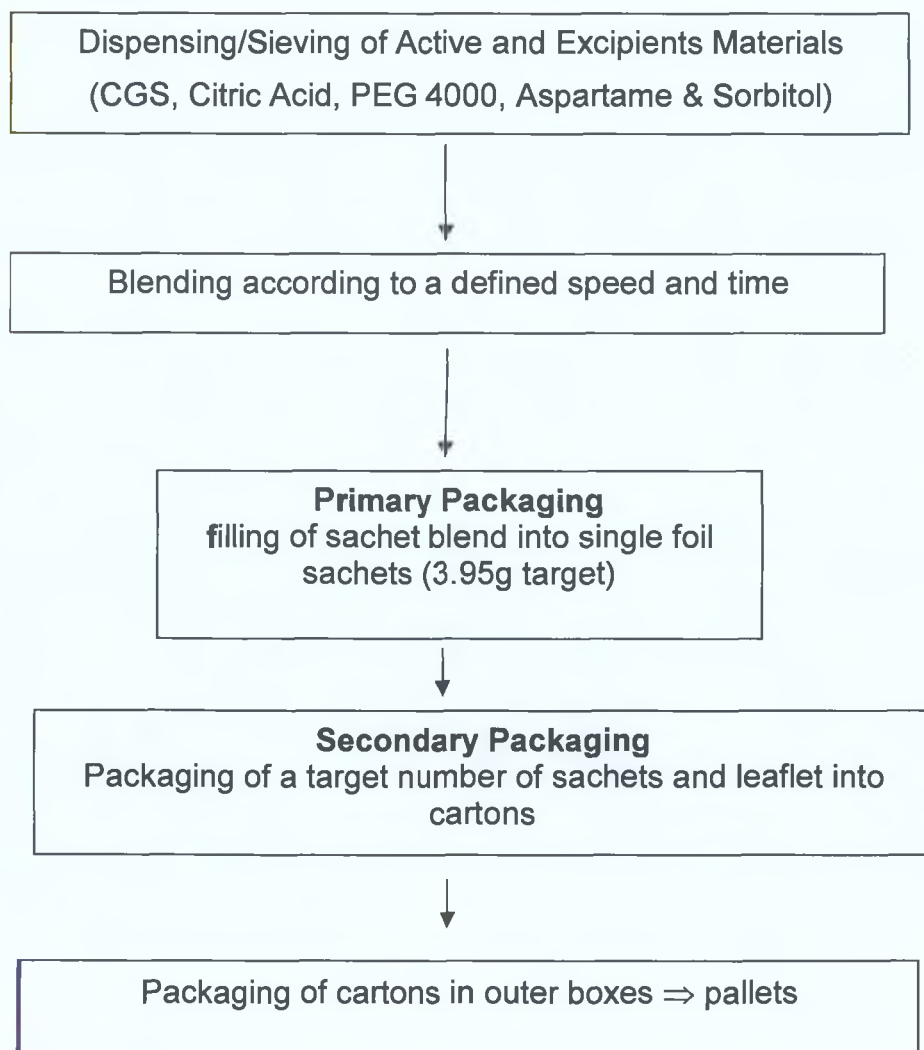 Dispensing/Sieving of Active and Excipients Materials
(CGS, Citric Acid, PEG 4000, Aspartame & Sorbitol)
Blending according to a defined speed and time
Primary Packaging
filling of sachet blend into single foil
sachets (3.95g target)
Secondary Packaging
Packaging of a target number of sachets and leaflet into
cartons
Packaging of cartons in outer boxes ⇒ pallets